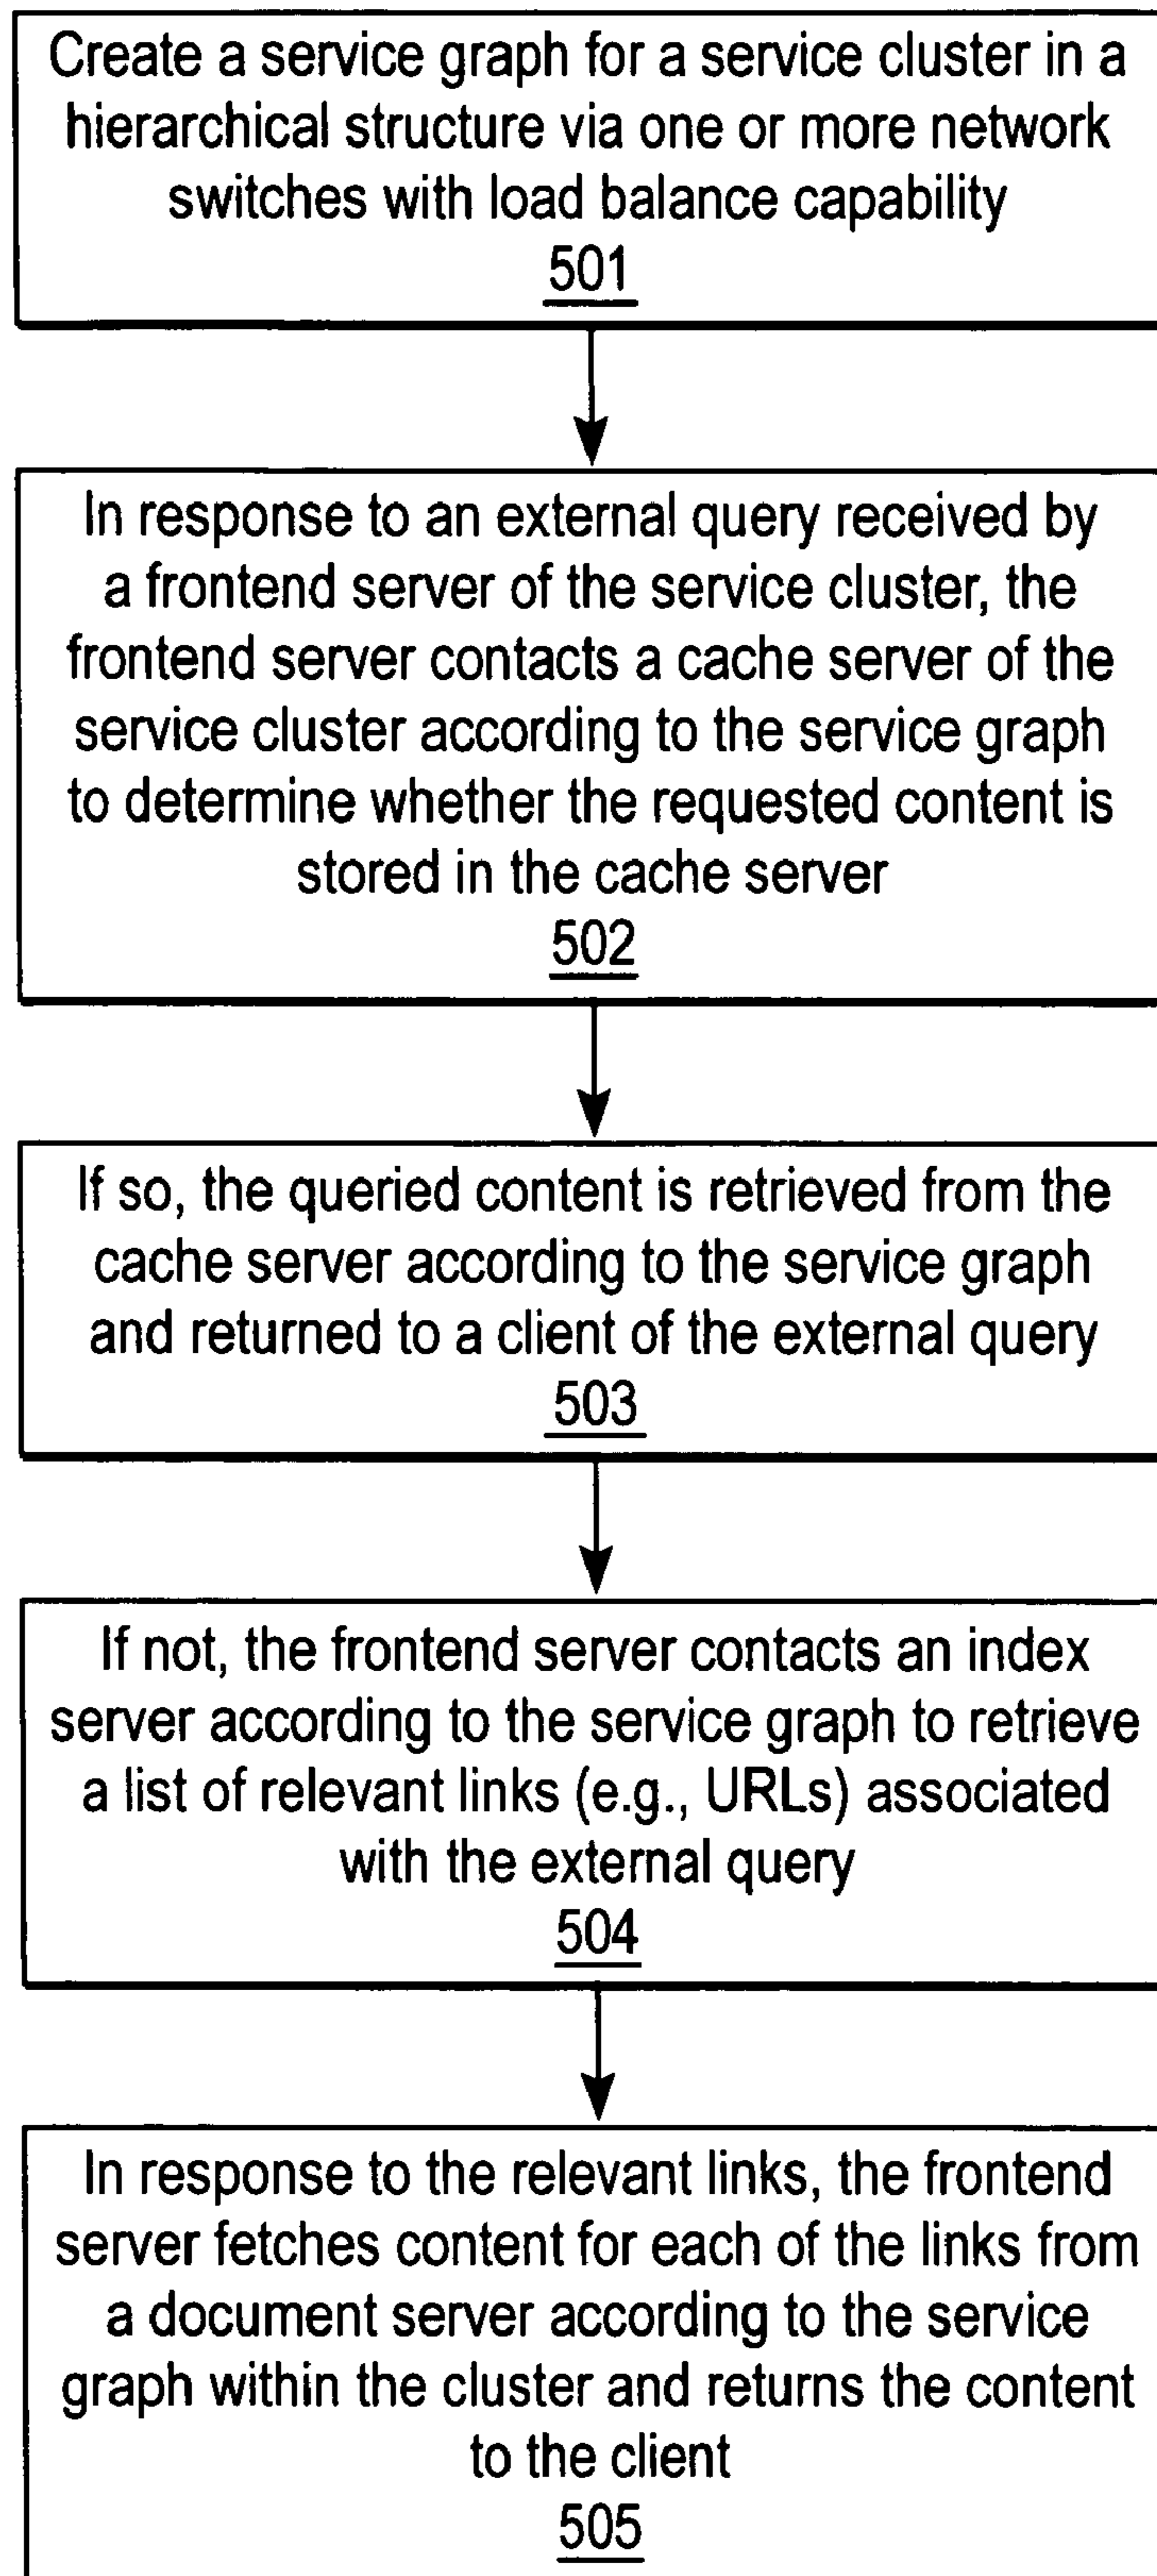 Create a service graph for a service cluster in a
hierarchical structure via one or more network
switches with load balance capability
501
In response to an external query received by
a frontend server of the service cluster, the
frontend server contacts a cache server of the
service cluster according to the service graph
to determine whether the requested content is
stored in the cache server
502
If so, the queried content is retrieved from the
cache server according to the service graph
and returned to a client of the external query
503
If not, the frontend server contacts an index
server according to the service graph to retrieve
a list of relevant links (e.g., URLs) associated
with the external query
504
In response to the relevant links, the frontend
server fetches content for each of the links from
a document server according to the service
graph within the cluster and returns the content
to the client
505